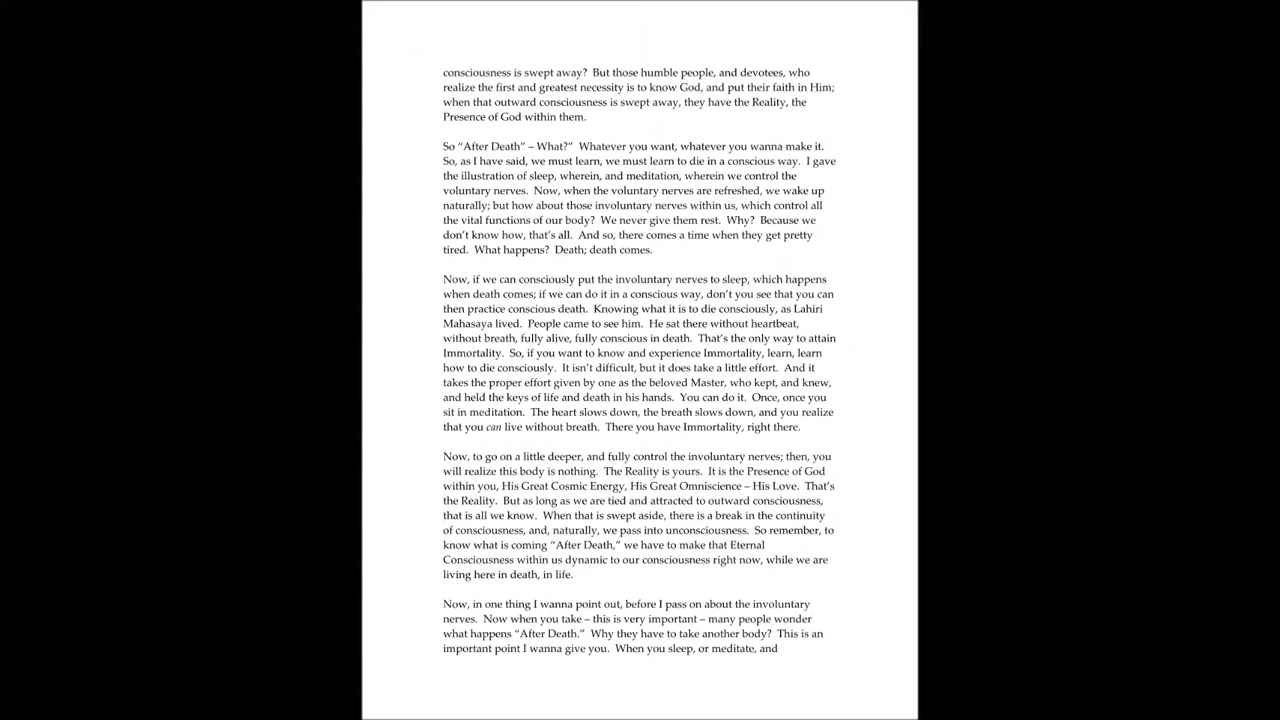 consciousness is swept away?  But those humble people, and devotees, who
realize the first and greatest necessity is to know God, and put their faith in Him;
when that outward consciousness is swept away, they have the Reality, the
Presence of God within them.
So “After Death” – What?”  Whatever you want, whatever you wanna make it.
So, as I have said, we must learn, we must learn to die in a conscious way.  I gave
the illustration of sleep, wherein, and meditation, wherein we control the
voluntary nerves.  Now, when the voluntary nerves are refreshed, we wake up
naturally; but how about those involuntary nerves within us, which control all
the vital functions of our body?  We never give them rest.  Why?  Because we
don’t know how, that’s all.  And so, there comes a time when they get pretty
tired.  What happens?  Death; death comes.
Now, if we can consciously put the involuntary nerves to sleep, which happens
when death comes; if we can do it in a conscious way, don’t you see that you can
then practice conscious death.  Knowing what it is to die consciously, as Lahiri
Mahasaya lived.  People came to see him.  He sat there without heartbeat,
without breath, fully alive, fully conscious in death.  That’s the only way to attain
Immortality.  So, if you want to know and experience Immortality, learn, learn
how to die consciously.  It isn’t difficult, but it does take a little effort.  And it
takes the proper effort given by one as the beloved Master, who kept, and knew,
and held the keys of life and death in his hands.  You can do it.  Once, once you
sit in meditation.  The heart slows down, the breath slows down, and you realize
that you can live without breath.  There you have Immortality, right there.
Now, to go on a little deeper, and fully control the involuntary nerves; then, you
will realize this body is nothing.  The Reality is yours.  It is the Presence of God
within you, His Great Cosmic Energy, His Great Omniscience – His Love.  That’s
the Reality.  But as long as we are tied and attracted to outward consciousness,
that is all we know.  When that is swept aside, there is a break in the continuity
of consciousness, and, naturally, we pass into unconsciousness.  So remember, to
know what is coming “After Death,” we have to make that Eternal
Consciousness within us dynamic to our consciousness right now, while we are
living here in death, in life.
Now, in one thing I wanna point out, before I pass on about the involuntary
nerves.  Now when you take – this is very important – many people wonder
what happens “After Death.”  Why they have to take another body?  This is an
important point I wanna give you.  When you sleep, or meditate, and